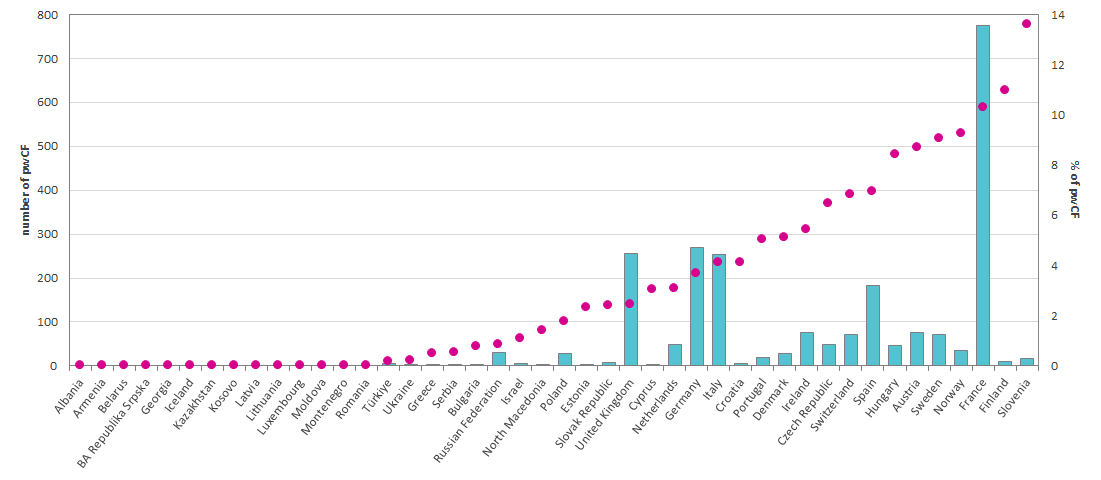 800
700
600
500
400
300
200
100
0
number of pwCF
14
12
10
8
6
4
2
0
% of pwCF
Albania
Armenia
Belarus
BA Republika Srpska
Georgia
Iceland
Kazakhstan
Kosovo
Latvia
Lithuania
Luxembourg
Moldova
Montenegro
Romania
Türkiye
Ukraine
Greece
Serbia
Bulgaria
Russian Federation
Israel
North Macedonia
Poland
Estonia
Slovak Republic
United Kingdom
Cyprus
Netherlands
Germany
Italy
Croatia
Portugal
Denmark
Ireland
Czech Republic
Switzerland
Spain
Hungary
Austria
Sweden
Norway
France
Finland
Slovenia